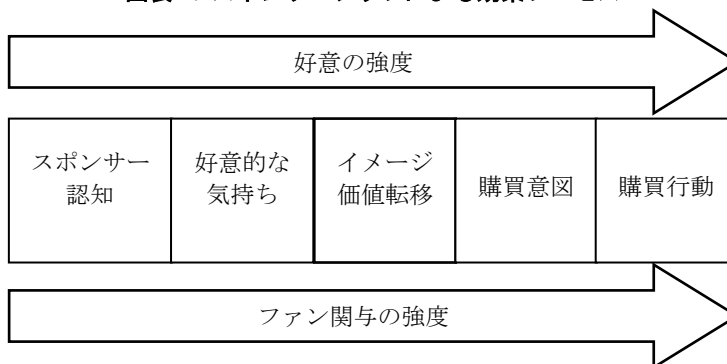 好意の強度
スポンサー
認知
好意的な
気持ち
イメージ
価値転移
購買意図
購買行動
ファン関与の強度